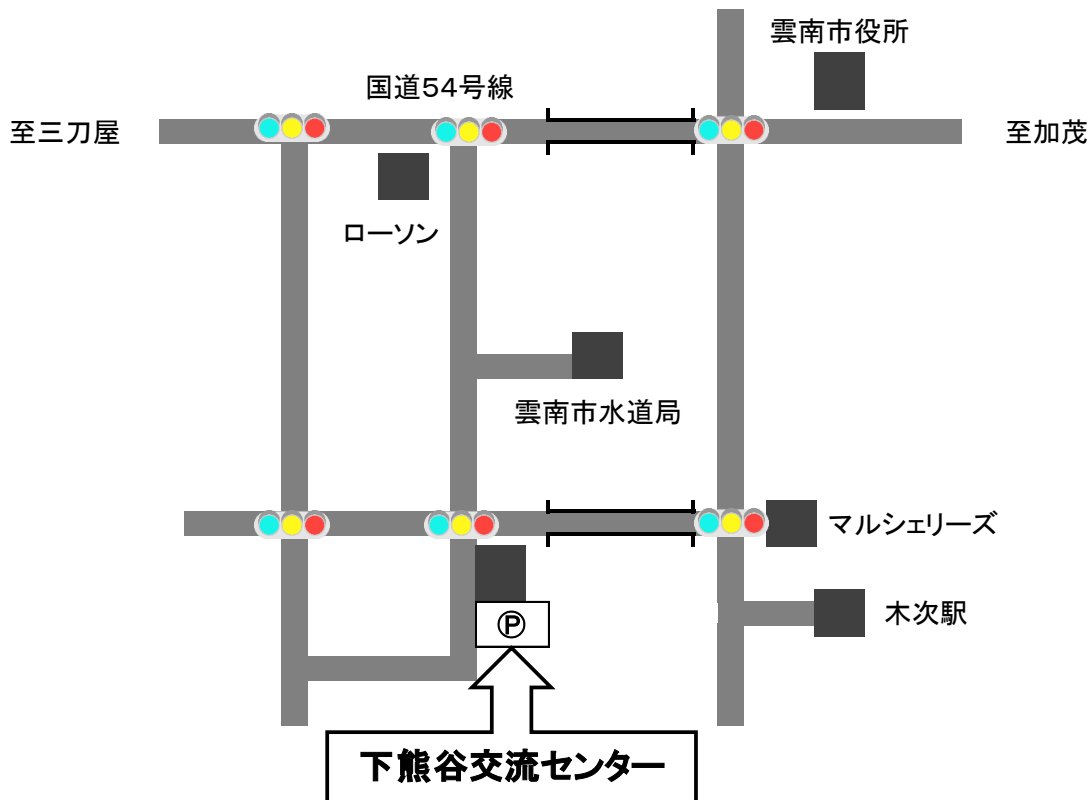 雲南市役所
国道54号線
至三刀屋
至加茂
ローソン
雲南市水道局
マルシェリーズ
木次駅
Ⓟ
下熊谷交流センター